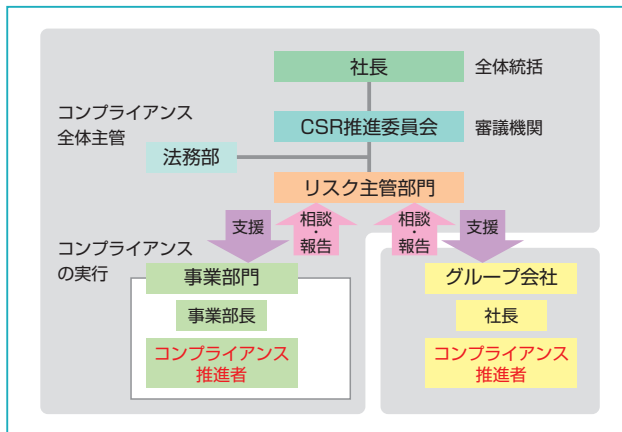 社長
全体統括
コンプライアンス
全体主管
CSR推進委員会
審議機関
法務部
リスク主管部門
支援
相談
・
報告
相談
・
報告
支援
コンプライアンス
の実行
事業部門
事業部長
コンプライアンス
推進者
グループ会社
社長
コンプライアンス
推進者